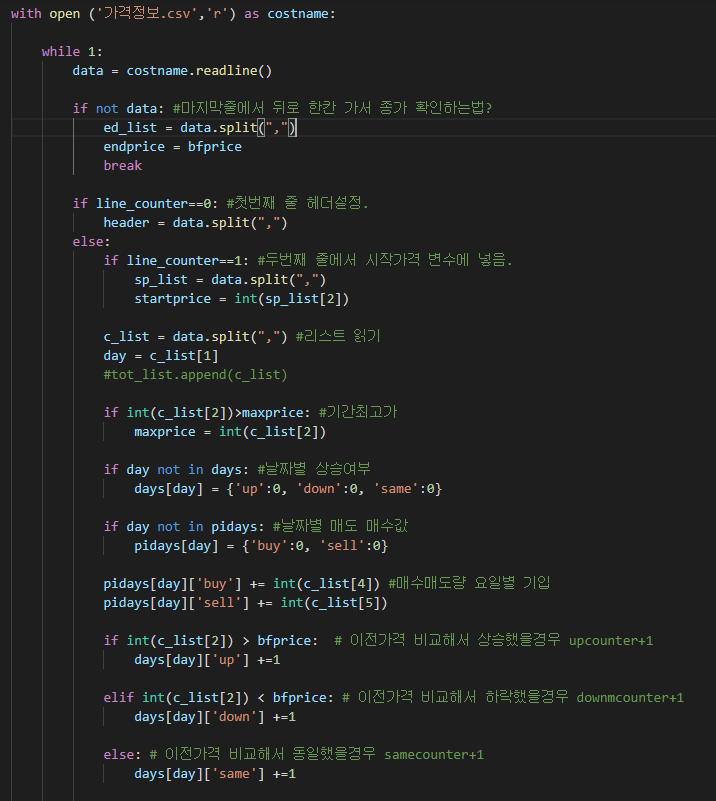 with open ('가격정보.csv','r') as costname:
while 1:
data = costname.readline()
if not data: #마지막줄에서 뒤로 한칸 가서 종가 확인하는법?
ed_list = data.split(",")
endprice = bfprice
break
if line_counter==0: #첫번째 줄 헤더설정.
header = data.split(",")
else:
if line_counter==1: #두번째 줄에서 시작가격 변수에 넣음.
sp_list = data.split(",")
startprice = int(sp_list[2])
c_list = data.split(",") #리스트 읽기
day = c_list[1]
#tot_list.append(c_list)
if int(c_list[2])>maxprice: #기간최고가
maxprice = int(c_list[2])
if day not in days: #날짜별 상승여부
days[day] = {'up':0, 'down':0, 'same':0}
if day not in pidays: #날짜별 매도 매수값
pidays[day] = {'buy':0, 'sell':0}
pidays[day]['buy'] += int(c_list[4]) #매수매도량 요일별 기입
pidays[day]['sell'] += int(c_list[5])
if int(c_list[2]) > bfprice:  # 이전가격 비교해서 상승했을경우 upcounter+1
days[day]['up'] +=1
elif int(c_list[2]) < bfprice: # 이전가격 비교해서 하락했을경우 downmcounter+1
days[day]['down'] +=1
else: # 이전가격 비교해서 동일했을경우 samecounter+1
days[day]['same'] +=1